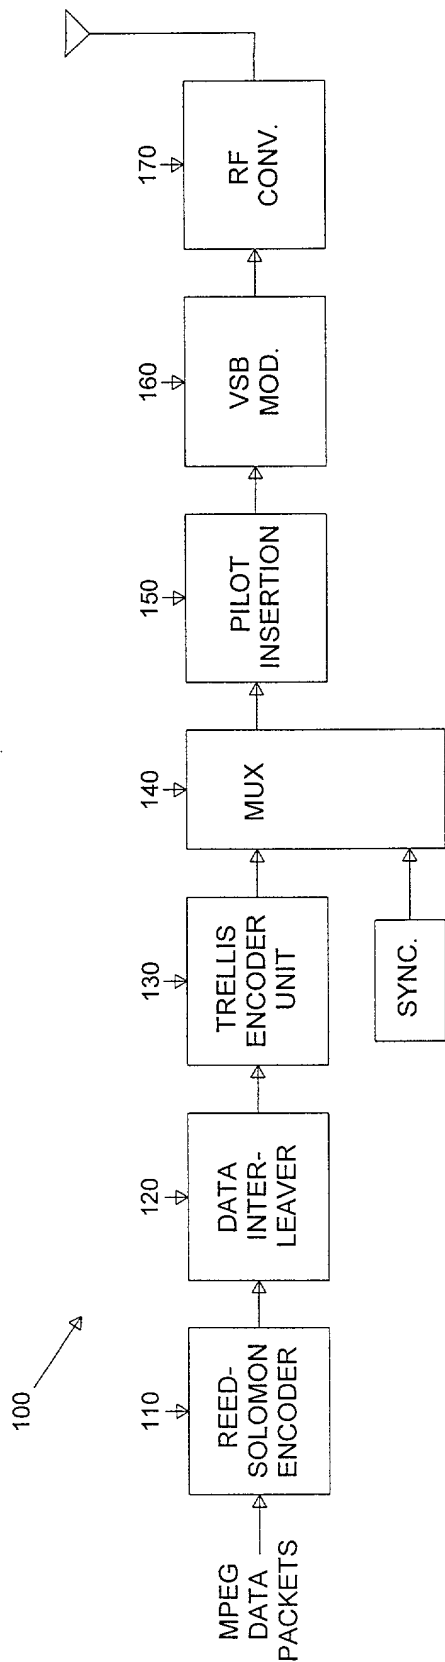 100
MPEG
DATA
PACKETS
110
REED-
SOLOMON
ENCODER
120
DATA
INTER-
LEAVER
130
TRELLIS
ENCODER
UNIT
SYNC.
140
MUX
150
PILOT
INSERTION
160
VSB
MOD.
170
RF
CONV.